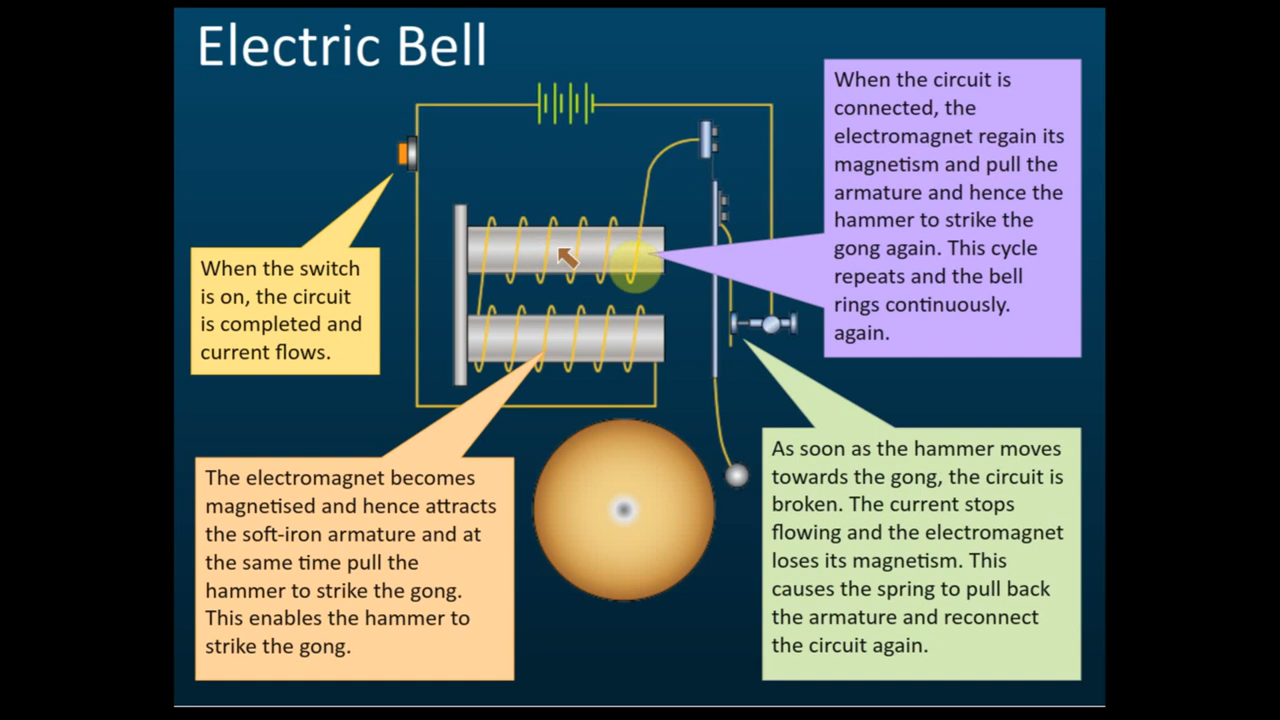 Electric Bell
When the switch
is on, the circuit
is completed and
current flows.
The electromagnet becomes
magnetised and hence attracts
the soft-iron armature and at
the same time pull the
hammer to strike the gong.
This enables the hammer to
strike the gong.
As soon as the hammer moves
towards the gong, the circuit is
broken. The current stops
flowing and the electromagnet
loses its magnetism. This
causes the spring to pull back
the armature and reconnect
the circuit again.
When the circuit is
connected, the
electromagnet regain its
magnetism and pull the
armature and hence the
hammer to strike the
gong again. This cycle
repeats and the bell
rings continuously.
again.